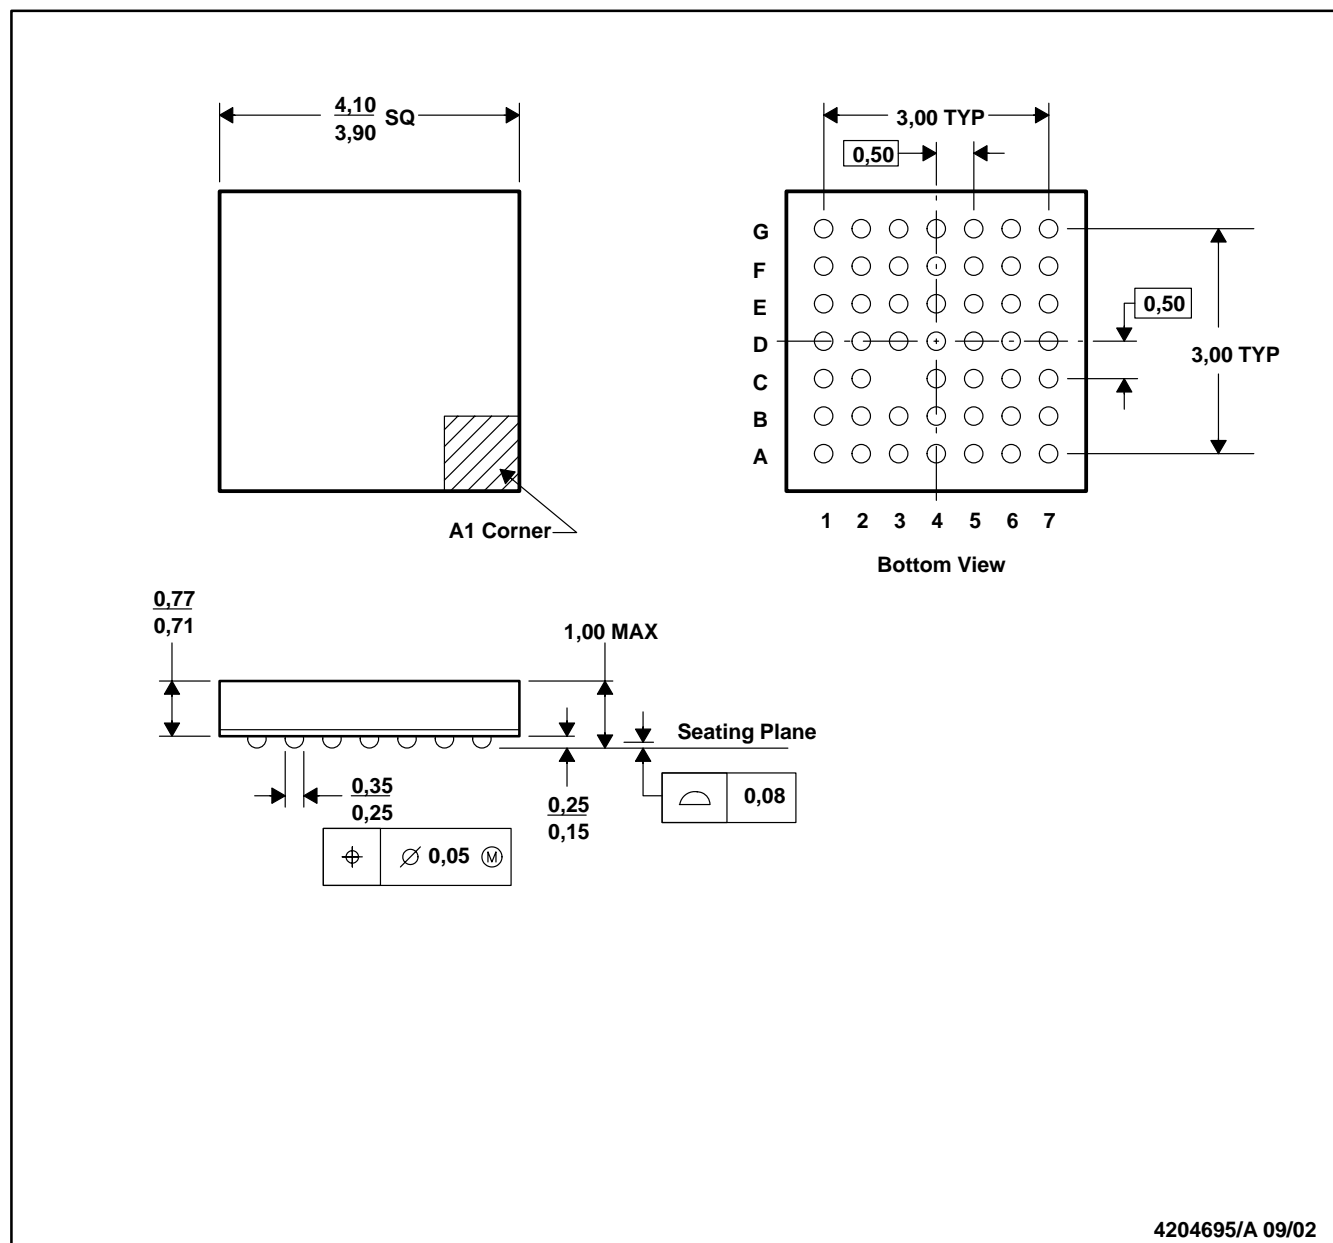 4,10
3,90
SQ
3,00 TYP
0,50
G
F
E
D
C
B
A
0,50
3,00 TYP
1 2 3 4 5 6 7
A1 Corner
Bottom View
0,77
0,71
1,00 MAX
Seating Plane
0,35
0,25
0,25
0,15
0,08
⌀ 0,05 Ⓜ
4204695/A 09/02